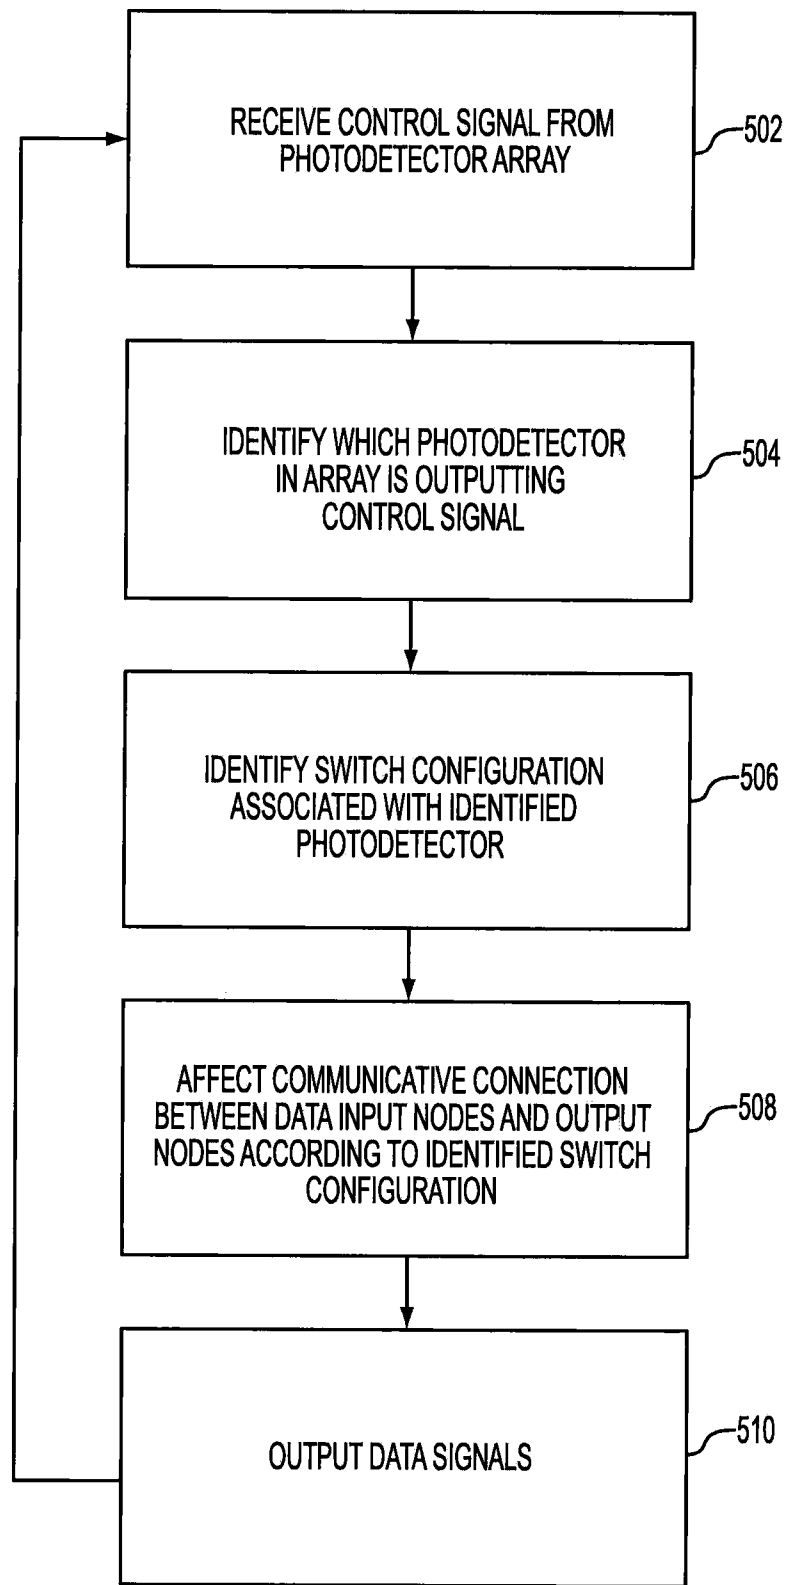 RECEIVE CONTROL SIGNAL FROM
PHOTODETECTOR ARRAY
502
IDENTIFY WHICH PHOTODETECTOR
IN ARRAY IS OUTPUTTING
CONTROL SIGNAL
504
IDENTIFY SWITCH CONFIGURATION
ASSOCIATED WITH IDENTIFIED
PHOTODETECTOR
506
AFFECT COMMUNICATIVE CONNECTION
BETWEEN DATA INPUT NODES AND OUTPUT
NODES ACCORDING TO IDENTIFIED SWITCH
CONFIGURATION
508
OUTPUT DATA SIGNALS
510